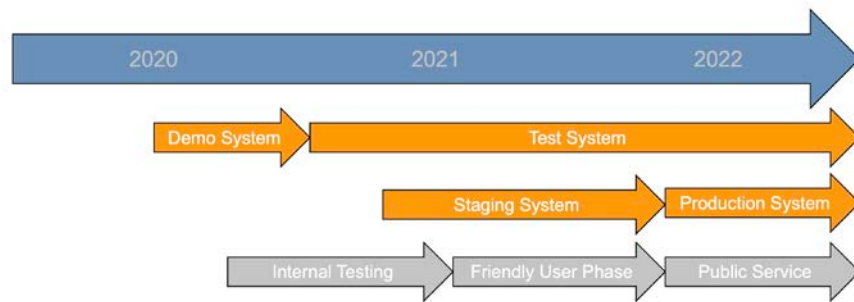 2020 2021 2022
Demo System Test System
Staging System Production System
Internal Testing Friendly User Phase Public Service